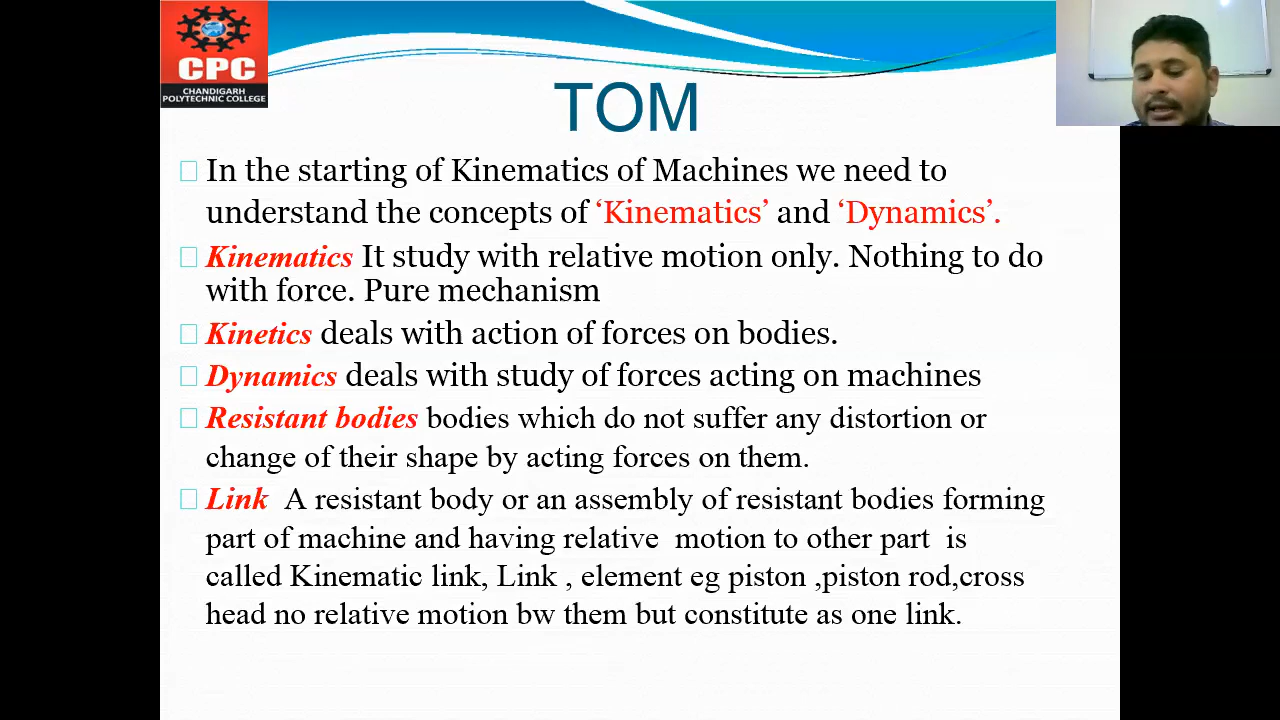 CPC
CHANDIGARH
POLYTECHNIC COLLEGE
TOM
In the starting of Kinematics of Machines we need to
understand the concepts of ‘Kinematics’ and ‘Dynamics’.
Kinematics It study with relative motion only. Nothing to do
with force. Pure mechanism
Kinetics deals with action of forces on bodies.
Dynamics deals with study of forces acting on machines
Resistant bodies bodies which do not suffer any distortion or
change of their shape by acting forces on them.
Link A resistant body or an assembly of resistant bodies forming
part of machine and having relative motion to other part is
called Kinematic link, Link , element eg piston ,piston rod,cross
head no relative motion bw them but constitute as one link.